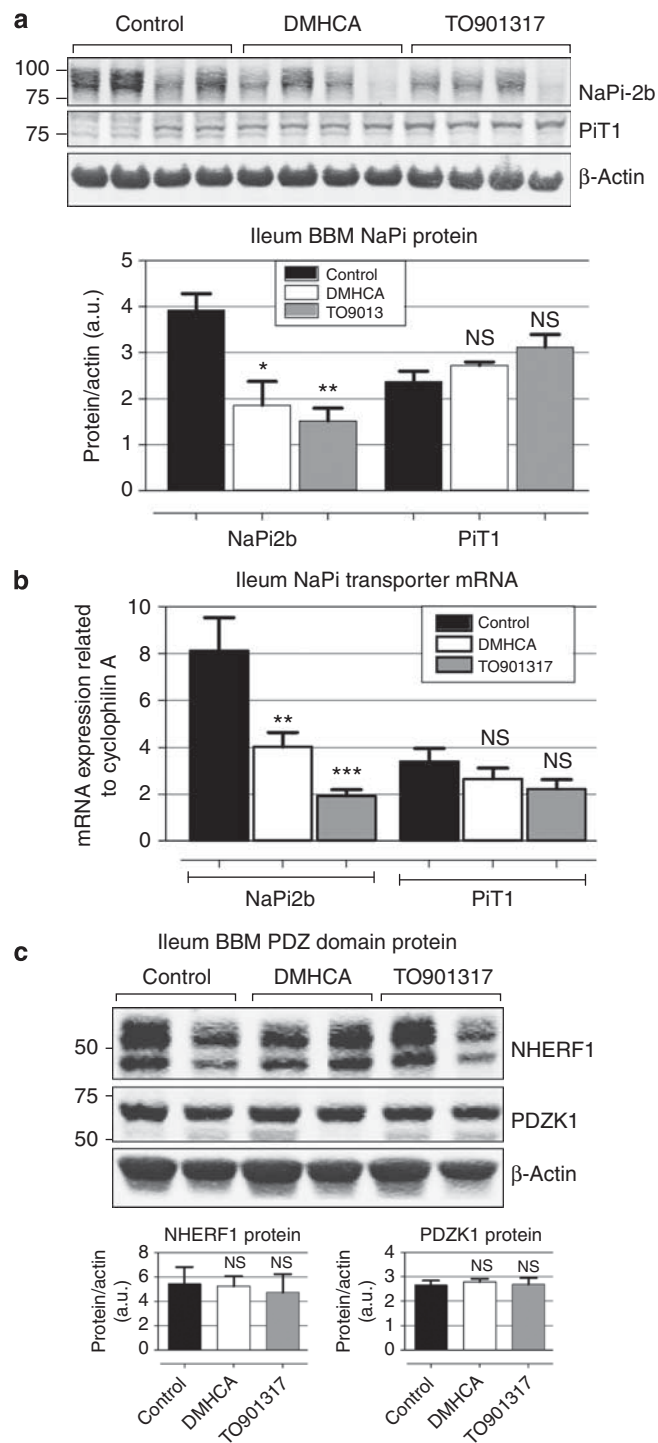 a
Control DMHCA TO901317
100
75
NaPi-2b
75
PiT1
β-Actin
Ileum BBM NaPi protein
Protein/actin (a.u.)
5
4
3
2
1
0
Control
DMHCA
TO9013
*
**
NS
NS
NaPi2b PiT1
b
Ileum NaPi transporter mRNA
mRNA expression related
to cyclophilin A
10
8
6
4
2
0
Control
DMHCA
TO901317
**
***
NS
NS
NaPi2b PiT1
c
Ileum BBM PDZ domain protein
Control DMHCA TO901317
50
NHERF1
75
50
PDZK1
β-Actin
NHERF1 protein
Protein/actin
(a.u.)
8
6
4
2
0
NS NS
Control DMHCA TO901317
PDZK1 protein
Protein/actin
(a.u.)
4
3
2
1
0
NS NS
Control DMHCA TO901317